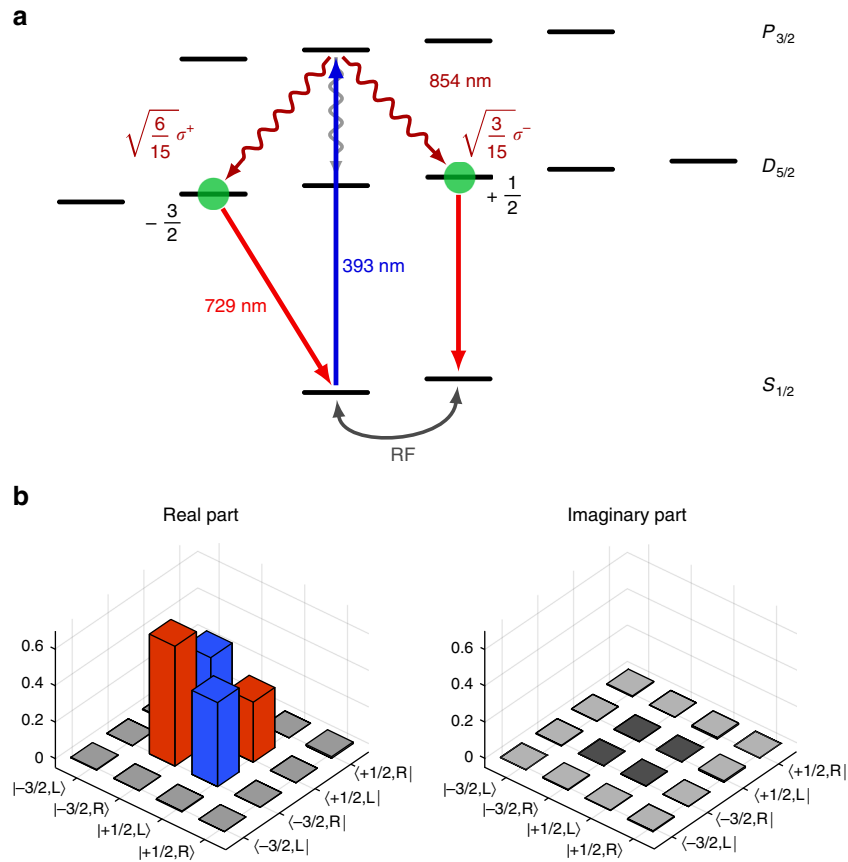 a
P3/2
854 nm
√6/15 σ+
√3/15 σ−
D5/2
− 3/2
+ 1/2
393 nm
729 nm
S1/2
RF
b
Real part
Imaginary part
0.6
0.4
0.2
0
|−3/2,L⟩
|−3/2,R⟩
|+1/2,L⟩
|+1/2,R⟩
⟨+1/2,R|
⟨+1/2,L|
⟨−3/2,R|
⟨−3/2,L|
0.6
0.4
0.2
0
|−3/2,L⟩
|−3/2,R⟩
|+1/2,L⟩
|+1/2,R⟩
⟨+1/2,R|
⟨+1/2,L|
⟨−3/2,R|
⟨−3/2,L|